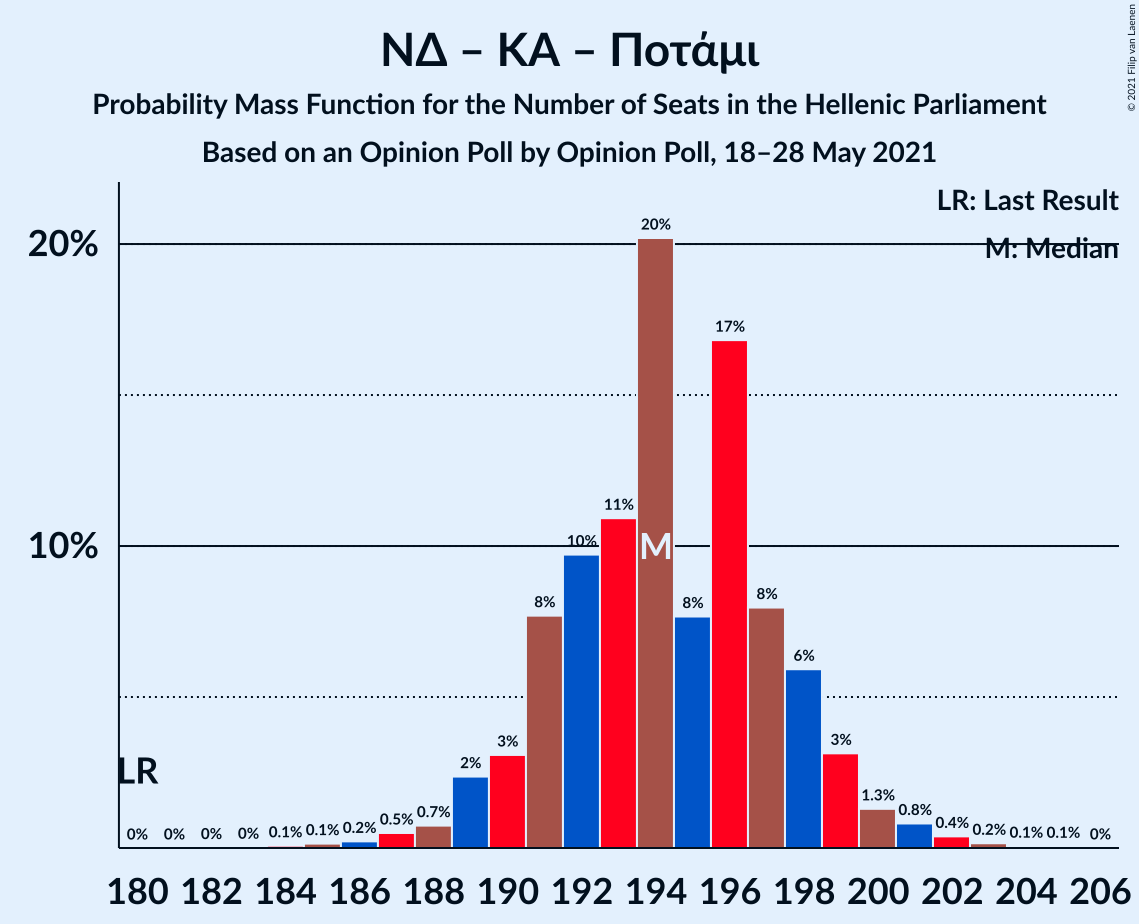 ΝΔ – ΚΑ – Ποτάμι
Probability Mass Function for the Number of Seats in the Hellenic Parliament
Based on an Opinion Poll by Opinion Poll, 18–28 May 2021
© 2021 Filip van Laenen
LR: Last Result
M: Median
20%
10%
LR
M
0% 0% 0% 0% 0.1% 0.1% 0.2% 0.5% 0.7% 2% 3% 8% 10% 11% 20% 8% 17% 8% 6% 3% 1.3% 0.8% 0.4% 0.2% 0.1% 0.1% 0%
180 182 184 186 188 190 192 194 196 198 200 202 204 206